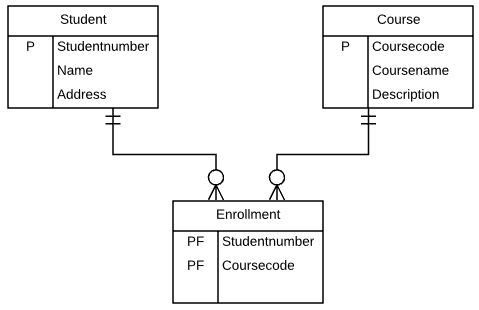 Student
P Studentnumber
Name
Address
Course
P Coursecode
Coursename
Description
Enrollment
PF Studentnumber
PF Coursecode